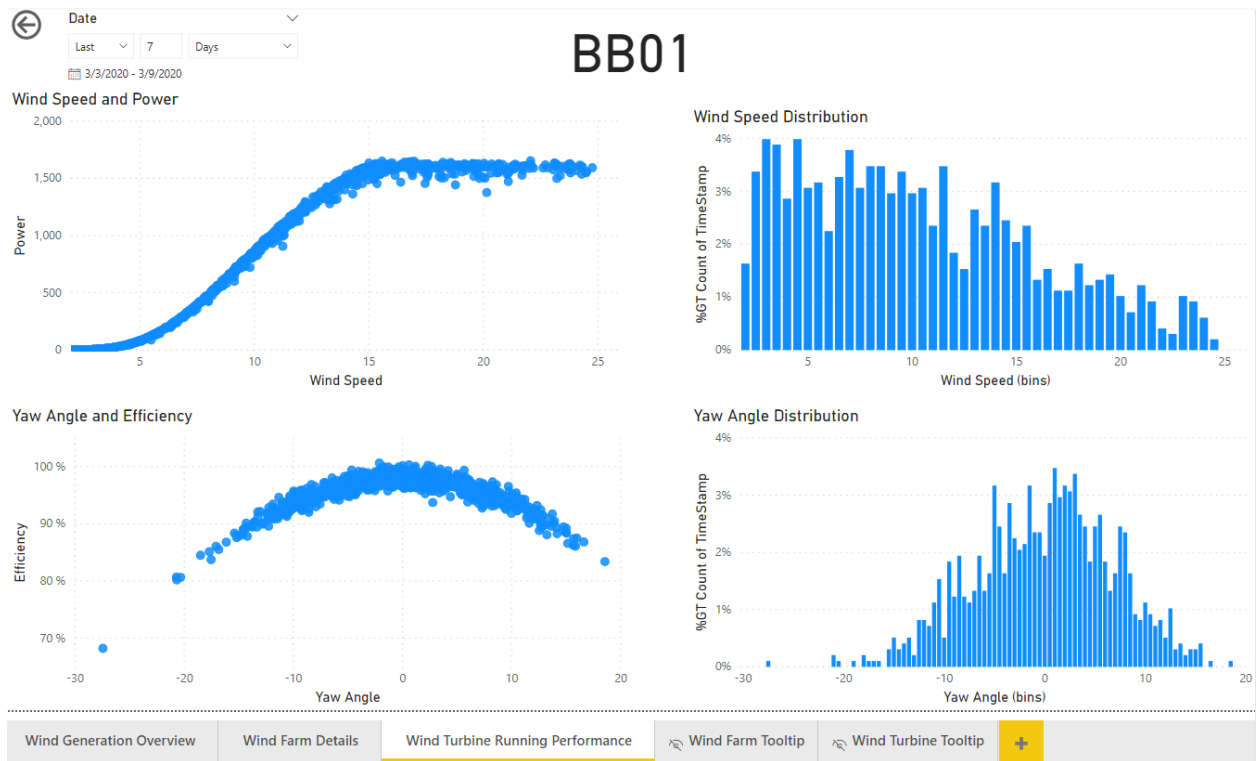 Date
BB01
Last 7 Days
3/3/2020 - 3/9/2020
Wind Speed and Power
2,000
1,500
1,000
500
0
Power
5 10 15 20 25
Wind Speed
Wind Speed Distribution
4%
3%
2%
1%
0%
%GT Count of TimeStamp
5 10 15 20 25
Wind Speed (bins)
Yaw Angle and Efficiency
100 %
90 %
80 %
70 %
Efficiency
-30 -20 -10 0 10 20
Yaw Angle
Yaw Angle Distribution
4%
3%
2%
1%
0%
%GT Count of TimeStamp
-30 -20 -10 0 10 20
Yaw Angle (bins)
Wind Generation Overview Wind Farm Details Wind Turbine Running Performance Wind Farm Tooltip Wind Turbine Tooltip +